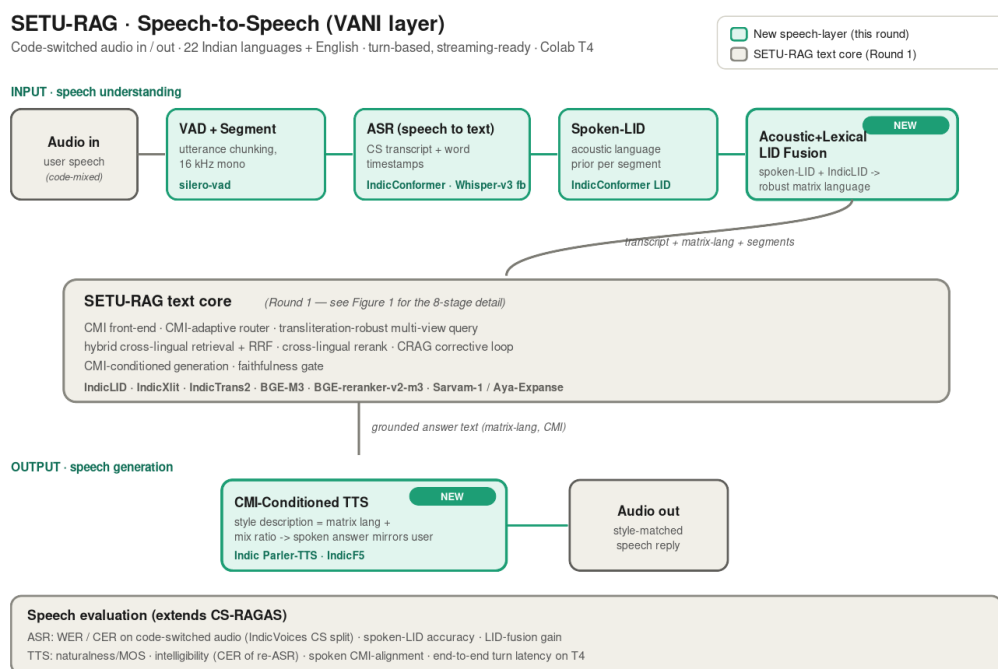 SETU-RAG · Speech-to-Speech (VANI layer)
Code-switched audio in / out · 22 Indian languages + English · turn-based, streaming-ready · Colab T4
New speech-layer (this round)
SETU-RAG text core (Round 1)
INPUT · speech understanding
Audio in
user speech
(code-mixed)
VAD + Segment
utterance chunking,
16 kHz mono
silero-vad
ASR (speech to text)
CS transcript + word
timestamps
IndicConformer · Whisper-v3 fb
Spoken-LID
acoustic language
prior per segment
IndicConformer LID
NEW
Acoustic+Lexical
LID Fusion
spoken-LID + IndicLID ->
robust matrix language
transcript + matrix-lang + segments
SETU-RAG text core (Round 1 — see Figure 1 for the 8-stage detail)
CMI front-end · CMI-adaptive router · transliteration-robust multi-view query
hybrid cross-lingual retrieval + RRF · cross-lingual rerank · CRAG corrective loop
CMI-conditioned generation · faithfulness gate
IndicLID · IndicXlit · IndicTrans2 · BGE-M3 · BGE-reranker-v2-m3 · Sarvam-1 / Aya-Expanse
grounded answer text (matrix-lang, CMI)
OUTPUT · speech generation
NEW
CMI-Conditioned TTS
style description = matrix lang +
mix ratio -> spoken answer mirrors user
Indic Parler-TTS · IndicF5
Audio out
style-matched
speech reply
Speech evaluation (extends CS-RAGAS)
ASR: WER / CER on code-switched audio (IndicVoices CS split) · spoken-LID accuracy · LID-fusion gain
TTS: naturalness/MOS · intelligibility (CER of re-ASR) · spoken CMI-alignment · end-to-end turn latency on T4